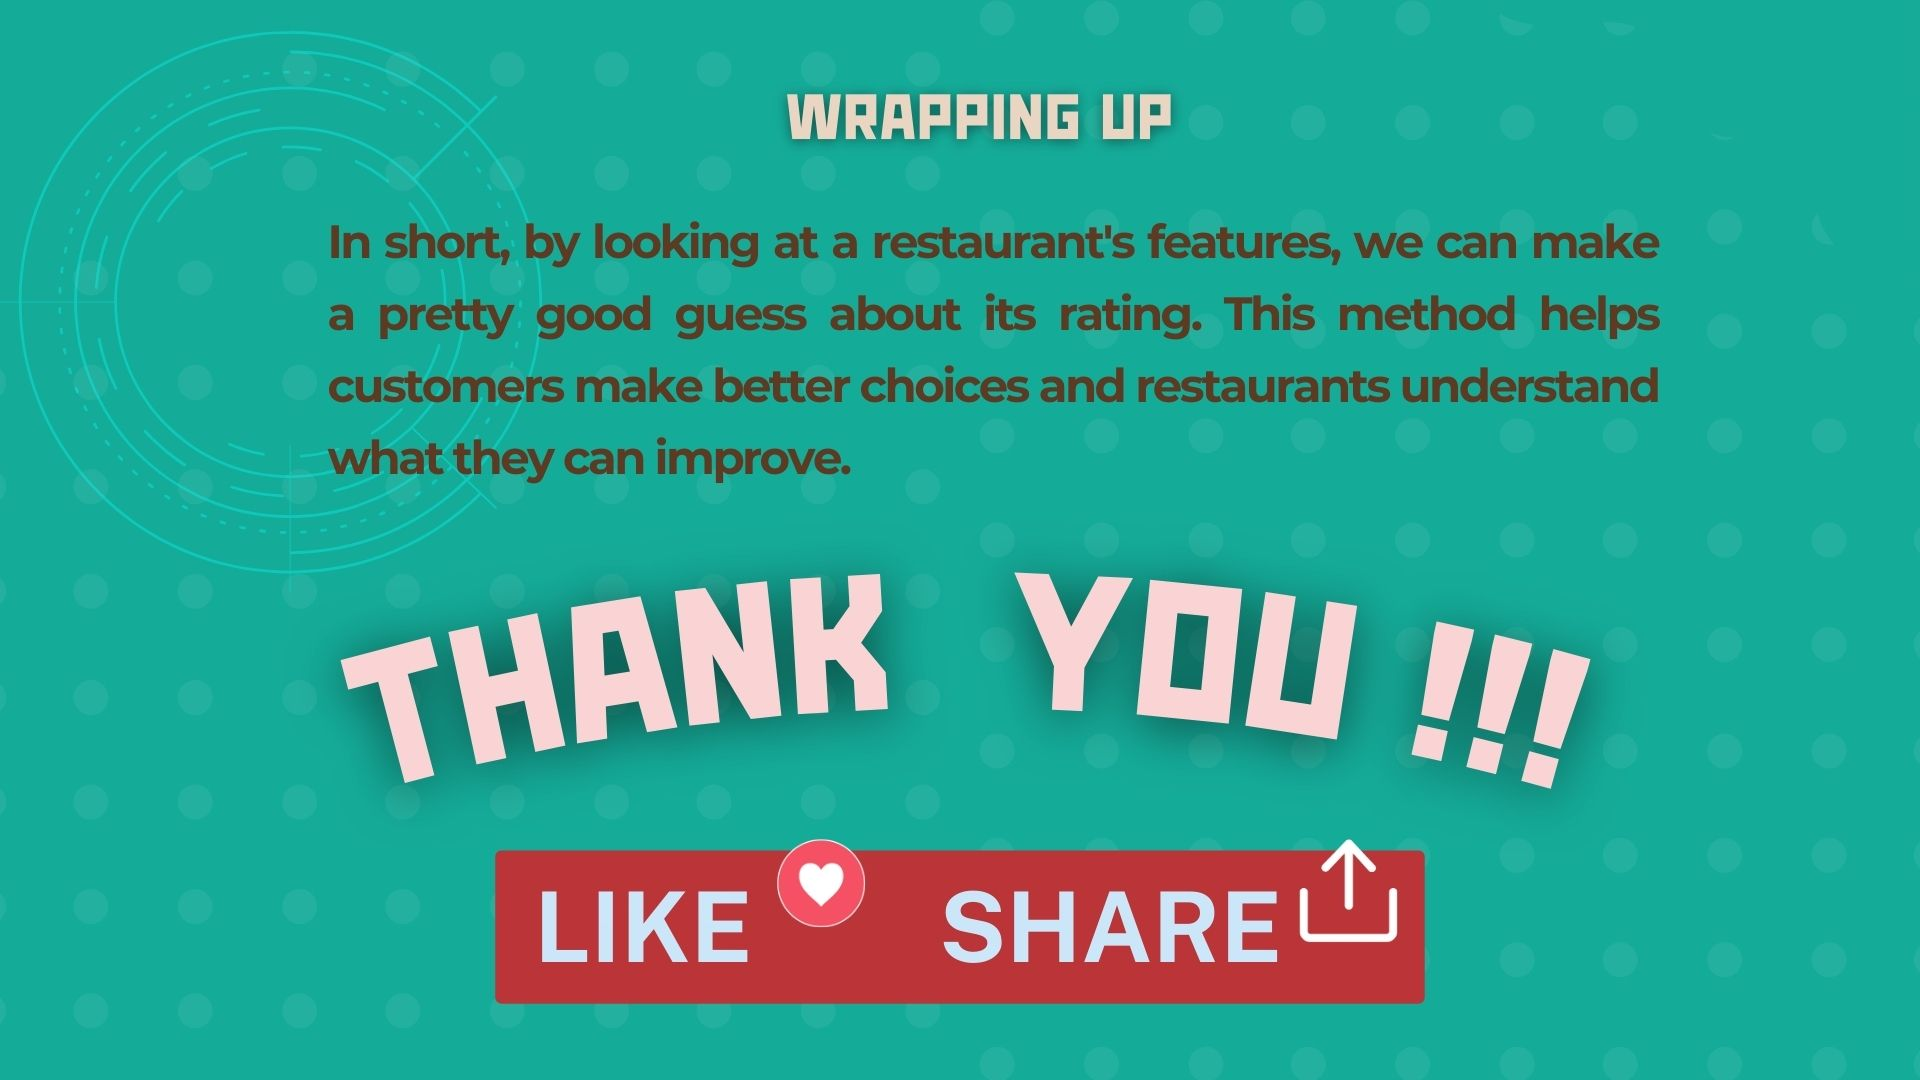 WRAPPING UP
In short, by looking at a restaurant's features, we can make
a pretty good guess about its rating. This method helps
customers make better choices and restaurants understand
what they can improve.
THANK YOU !!!
LIKE SHARE